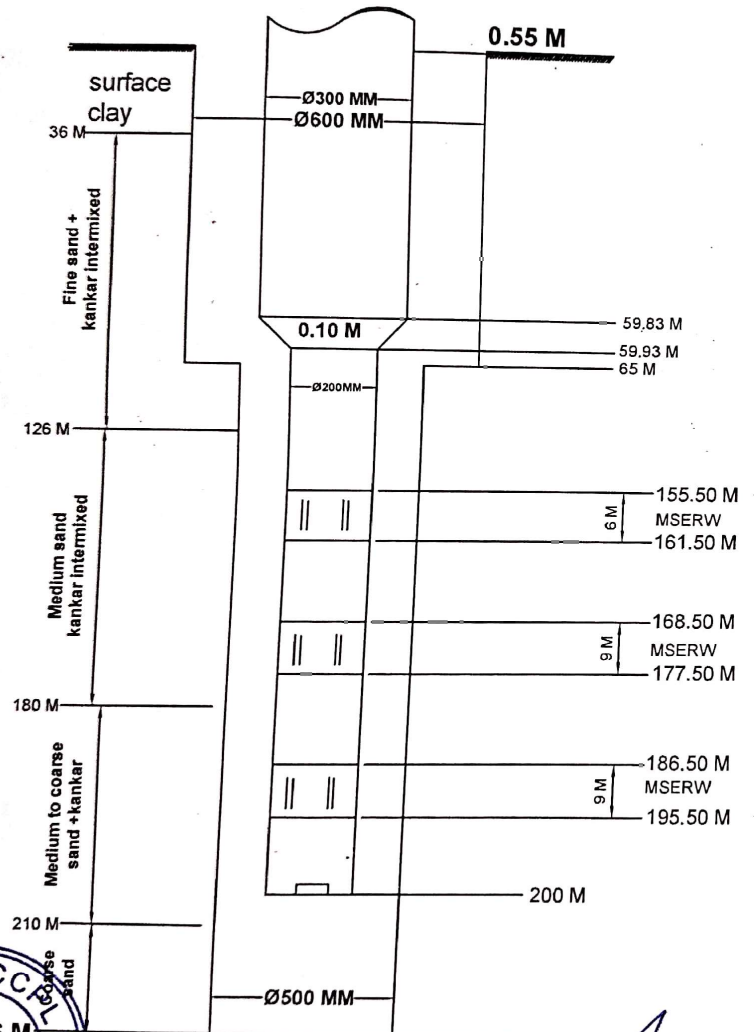 0.55 M
surface
clay
Ø300 MM
Ø600 MM
36 M
Fine sand +
kankar intermixed
0.10 M
59.83 M
59.93 M
65 M
Ø200MM
126 M
155.50 M
6 M
MSERW
161.50 M
Medium sand
kankar intermixed
168.50 M
9 M
MSERW
177.50 M
180 M
186.50 M
9 M
MSERW
195.50 M
Medium to coarse
sand +kankar
200 M
210 M
Coarse
sand
Ø500 MM